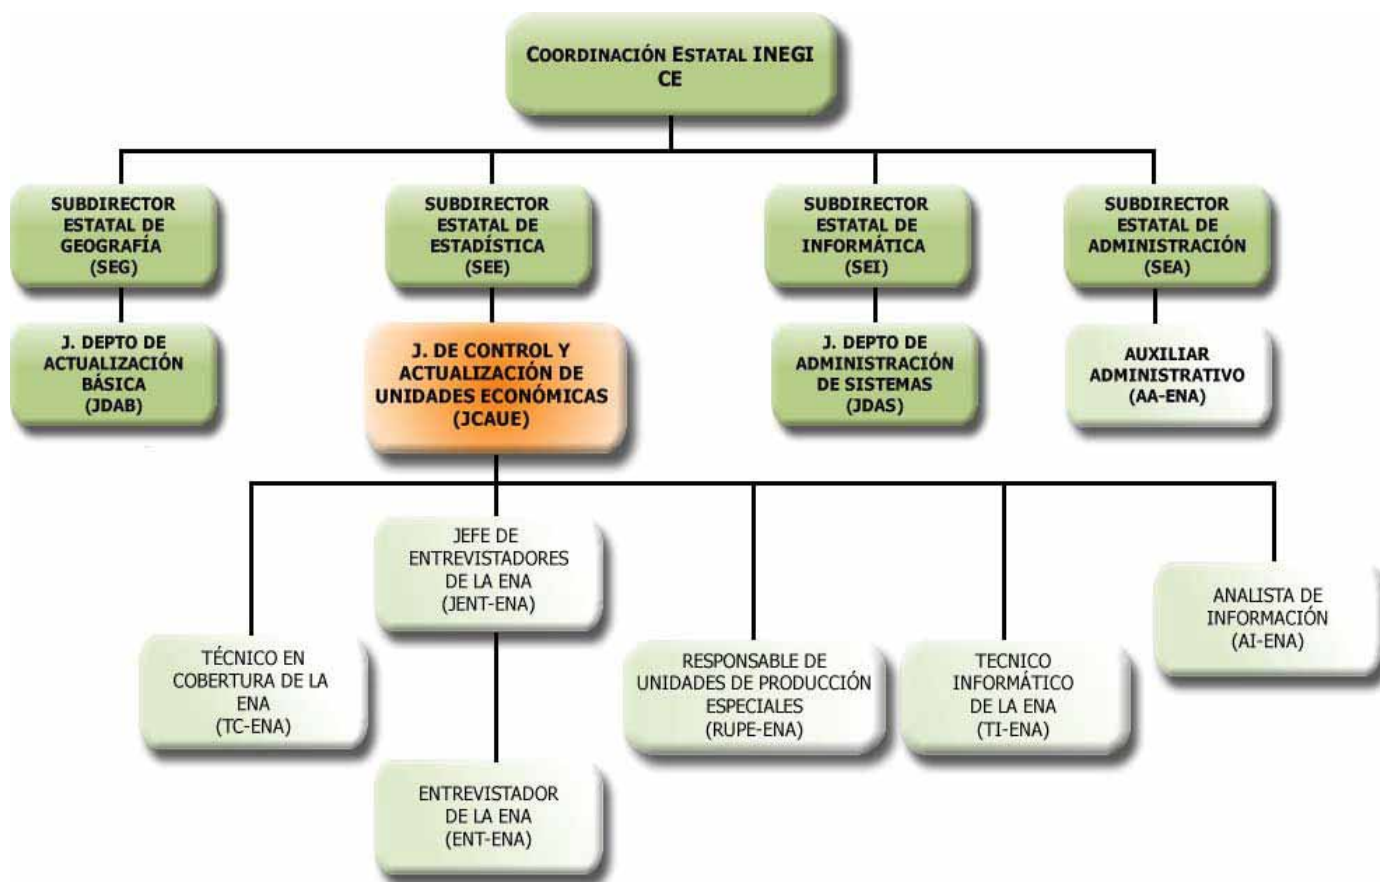 COORDINACIÓN ESTATAL INEGI
CE
SUBDIRECTOR
ESTATAL DE
GEOGRAFÍA
(SEG)
SUBDIRECTOR
ESTATAL DE
ESTADÍSTICA
(SEE)
SUBDIRECTOR
ESTATAL DE
INFORMÁTICA
(SEI)
SUBDIRECTOR
ESTATAL DE
ADMINISTRACIÓN
(SEA)
J. DEPTO DE
ACTUALIZACIÓN
BÁSICA
(JDAB)
J. DE CONTROL Y
ACTUALIZACIÓN DE
UNIDADES ECONÓMICAS
(JCAUE)
J. DEPTO DE
ADMINISTRACIÓN
DE SISTEMAS
(JDAS)
AUXILIAR
ADMINISTRATIVO
(AA-ENA)
JEFE DE
ENTREVISTADORES
DE LA ENA
(JENT-ENA)
TÉCNICO EN
COBERTURA DE LA
ENA
(TC-ENA)
RESPONSABLE DE
UNIDADES DE PRODUCCIÓN
ESPECIALES
(RUPE-ENA)
TECNICO
INFORMÁTICO
DE LA ENA
(TI-ENA)
ANALISTA DE
INFORMACIÓN
(AI-ENA)
ENTREVISTADOR
DE LA ENA
(ENT-ENA)